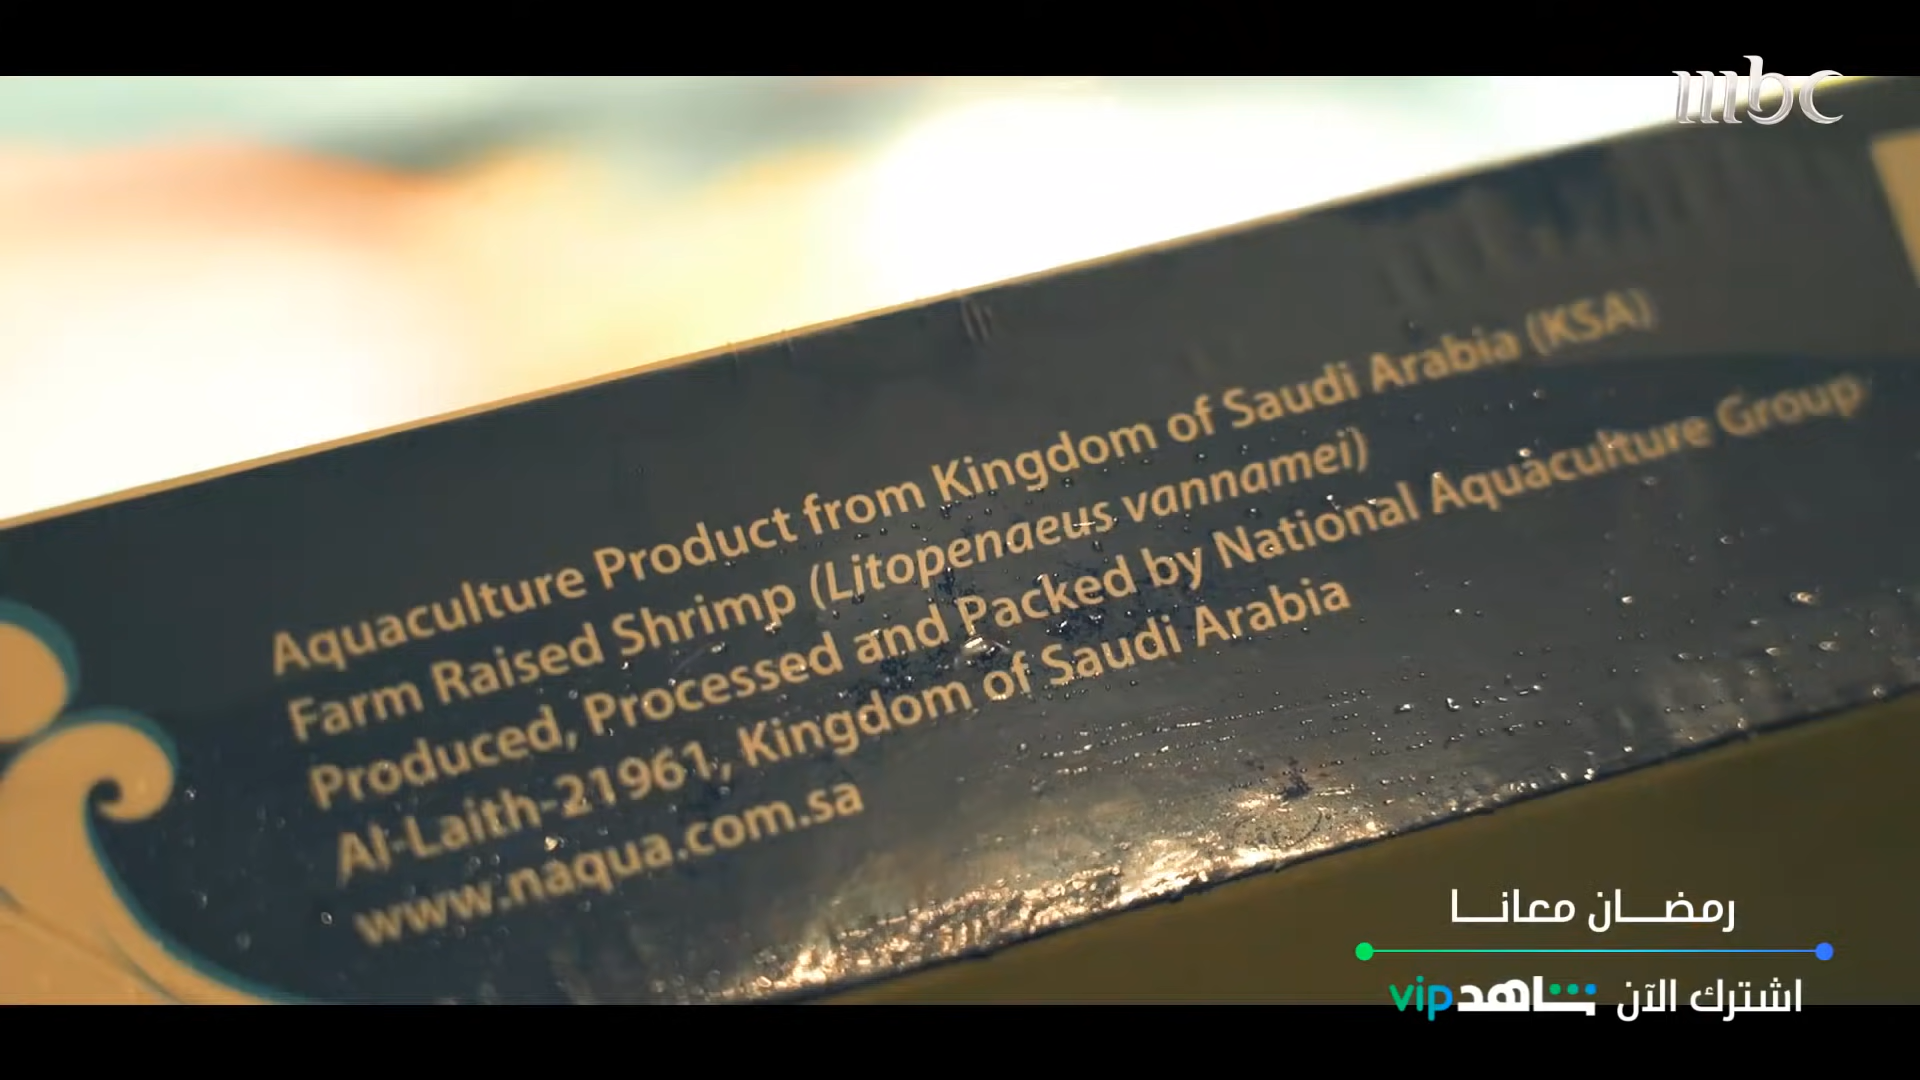 mbc
Aquaculture Product from Kingdom of Saudi Arabia (KSA)
Farm Raised Shrimp (Litopenaeus vannamei)
Produced, Processed and Packed by National Aquaculture Group
Al-Laith-21961, Kingdom of Saudi Arabia
www.naqua.com.sa
رمضـــان معانـــا
اشترك الآن شاهد vip